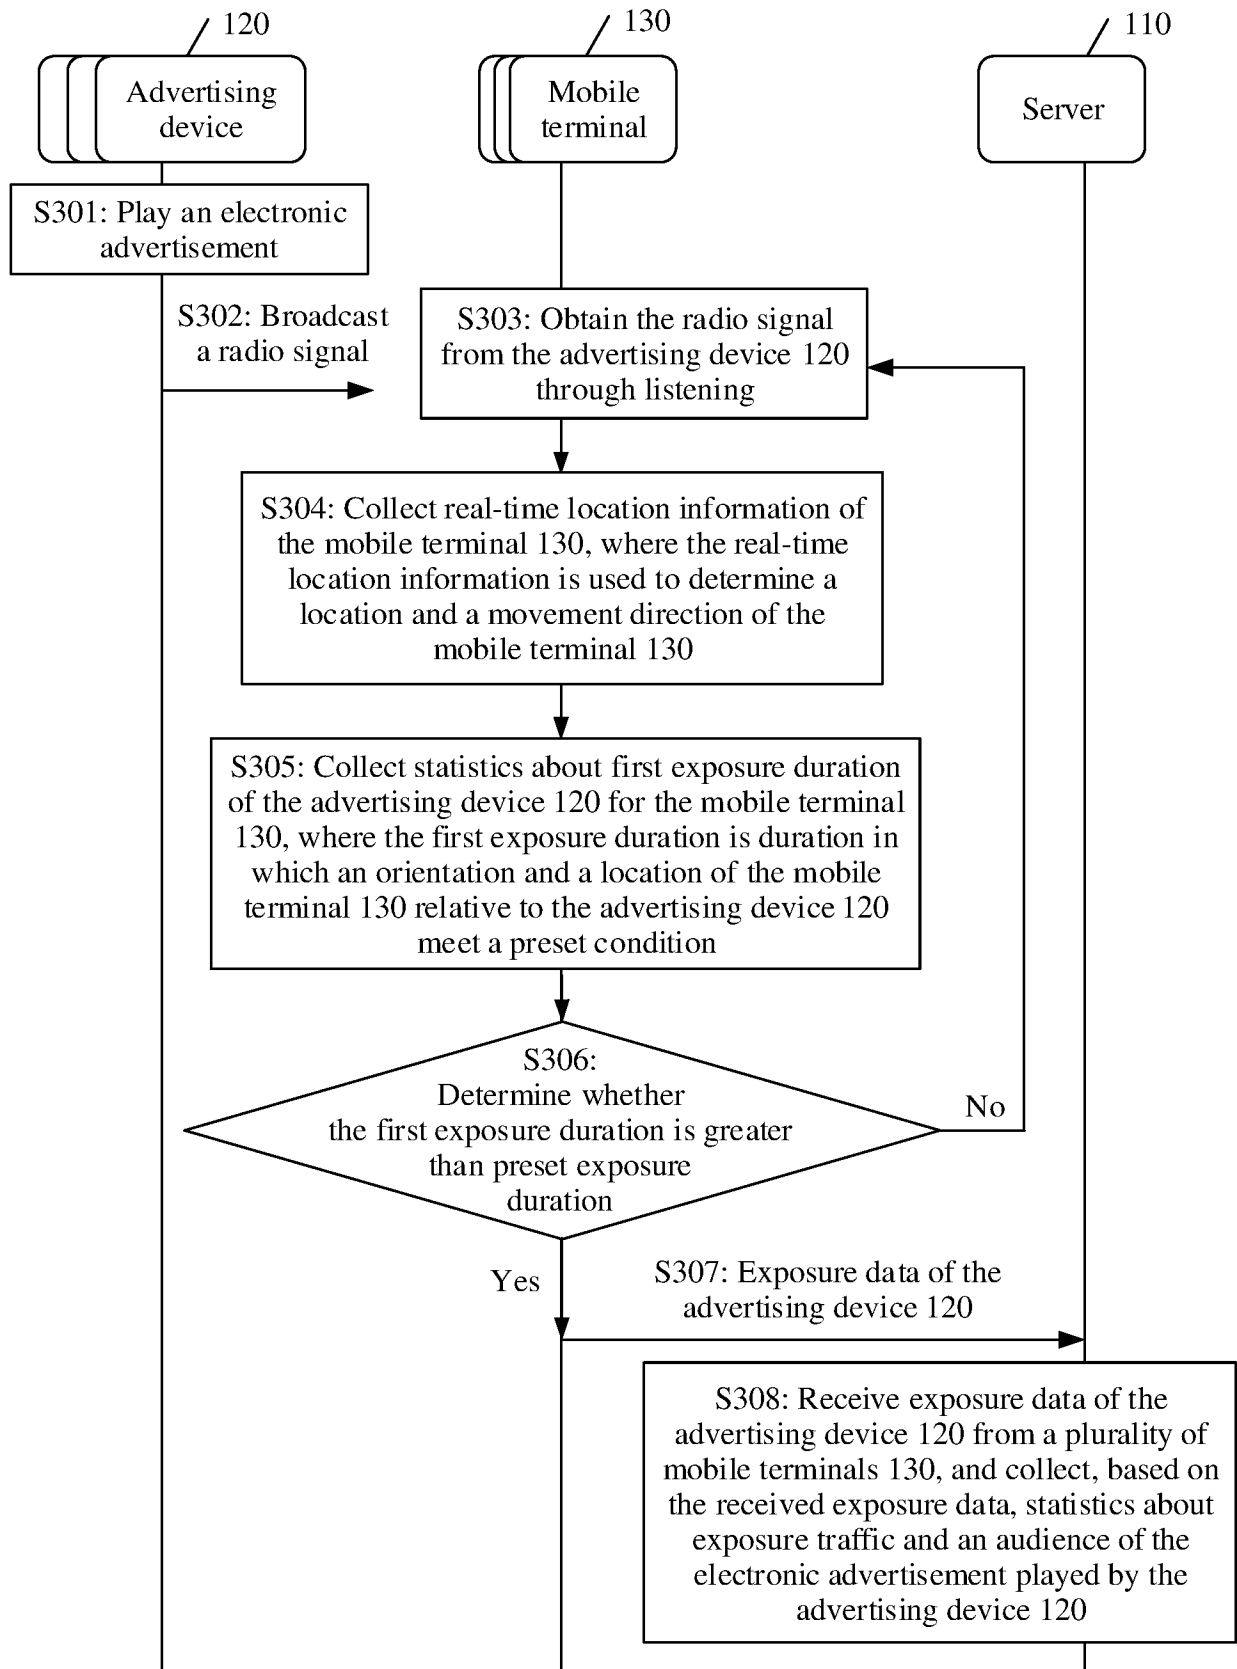 120
130
110
Advertising
device
Mobile
terminal
Server
S301: Play an electronic
advertisement
S302: Broadcast
a radio signal
S303: Obtain the radio signal
from the advertising device 120
through listening
S304: Collect real-time location information of
the mobile terminal 130, where the real-time
location information is used to determine a
location and a movement direction of the
mobile terminal 130
S305: Collect statistics about first exposure duration
of the advertising device 120 for the mobile terminal
130, where the first exposure duration is duration in
which an orientation and a location of the mobile
terminal 130 relative to the advertising device 120
meet a preset condition
S306:
Determine whether
the first exposure duration is greater
than preset exposure
duration
No
Yes
S307: Exposure data of the
advertising device 120
S308: Receive exposure data of the
advertising device 120 from a plurality of
mobile terminals 130, and collect, based on
the received exposure data, statistics about
exposure traffic and an audience of the
electronic advertisement played by the
advertising device 120